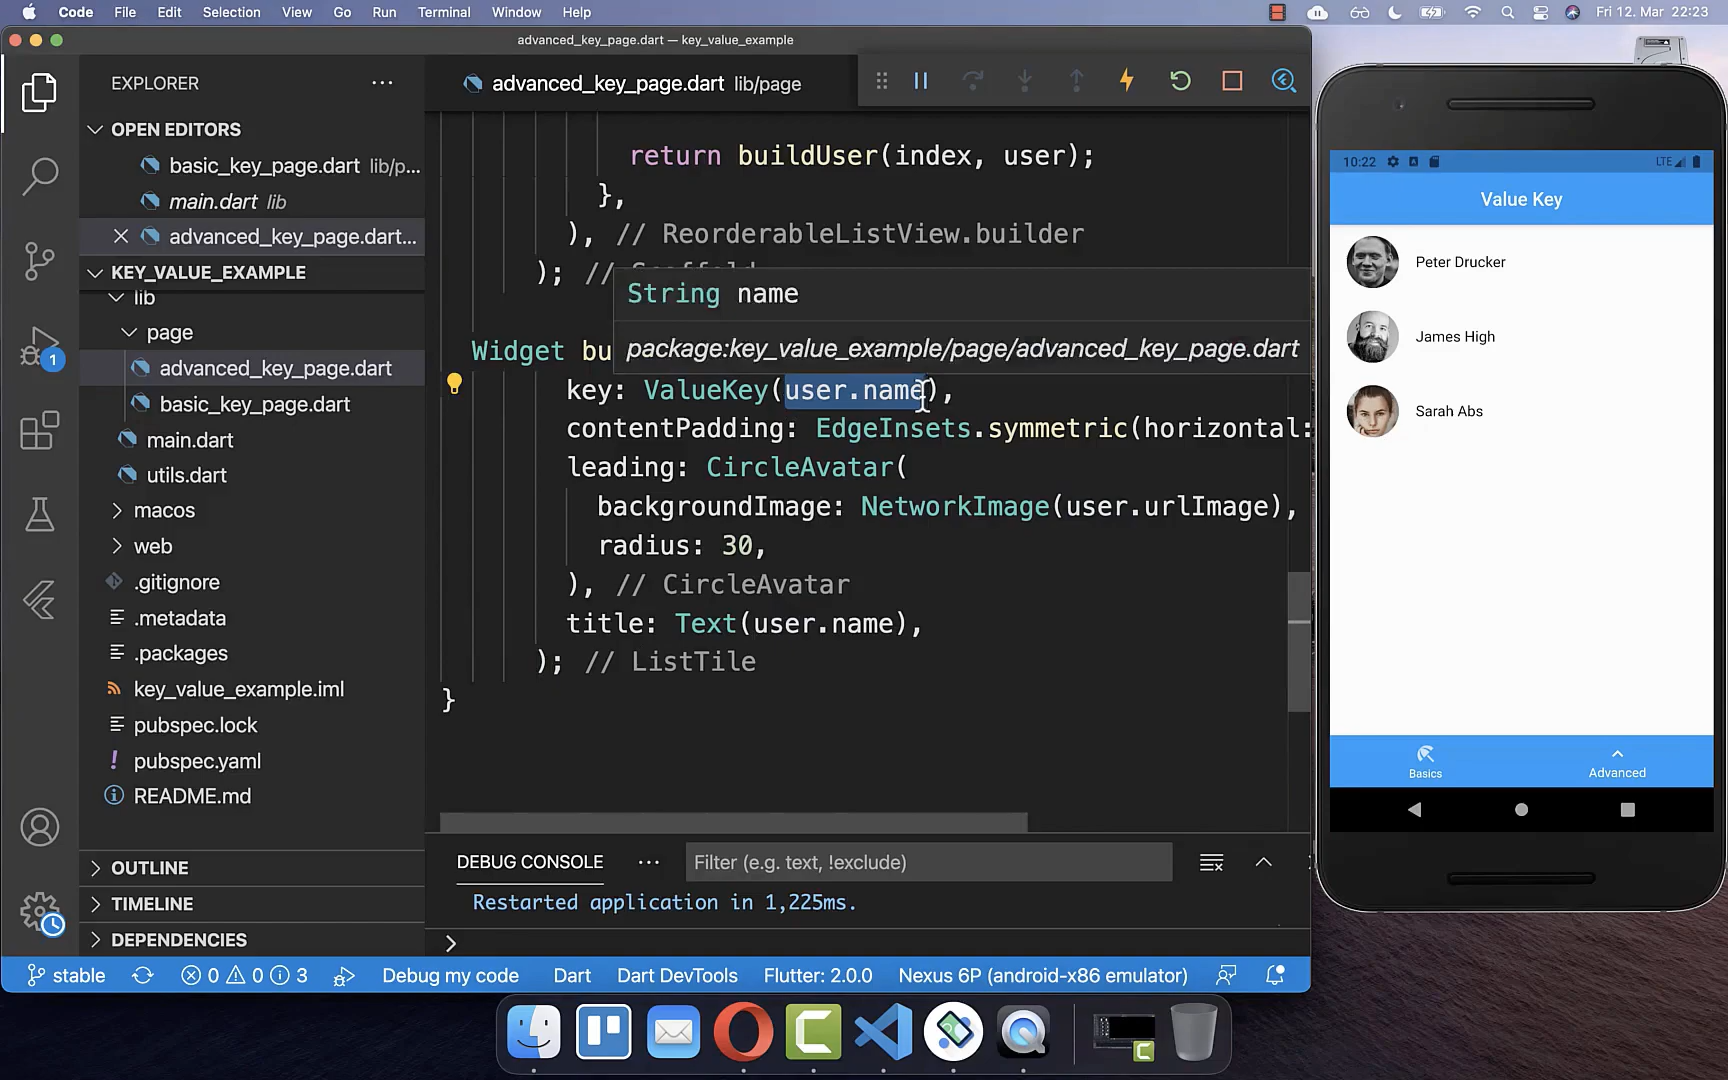 Code File Edit Selection View Go Run Terminal Window Help
Fri 12. Mar 22:23
advanced_key_page.dart — key_value_example
EXPLORER
OPEN EDITORS
basic_key_page.dart lib/p...
main.dart lib
advanced_key_page.dart...
KEY_VALUE_EXAMPLE
lib
page
advanced_key_page.dart
basic_key_page.dart
main.dart
utils.dart
macos
web
.gitignore
.metadata
.packages
key_value_example.iml
pubspec.lock
pubspec.yaml
README.md
OUTLINE
TIMELINE
DEPENDENCIES
1
advanced_key_page.dart lib/page
return buildUser(index, user);
},
), // ReorderableListView.builder
); // Scaffold
String name
package:key_value_example/page/advanced_key_page.dart
Widget bu
key: ValueKey(user.name),
contentPadding: EdgeInsets.symmetric(horizontal:
leading: CircleAvatar(
backgroundImage: NetworkImage(user.urlImage),
radius: 30,
), // CircleAvatar
title: Text(user.name),
); // ListTile
}
DEBUG CONSOLE
Filter (e.g. text, !exclude)
Restarted application in 1,225ms.
stable 0 0 3 Debug my code Dart Dart DevTools Flutter: 2.0.0 Nexus 6P (android-x86 emulator)
10:22
LTE
Value Key
Peter Drucker
James High
Sarah Abs
Basics
Advanced